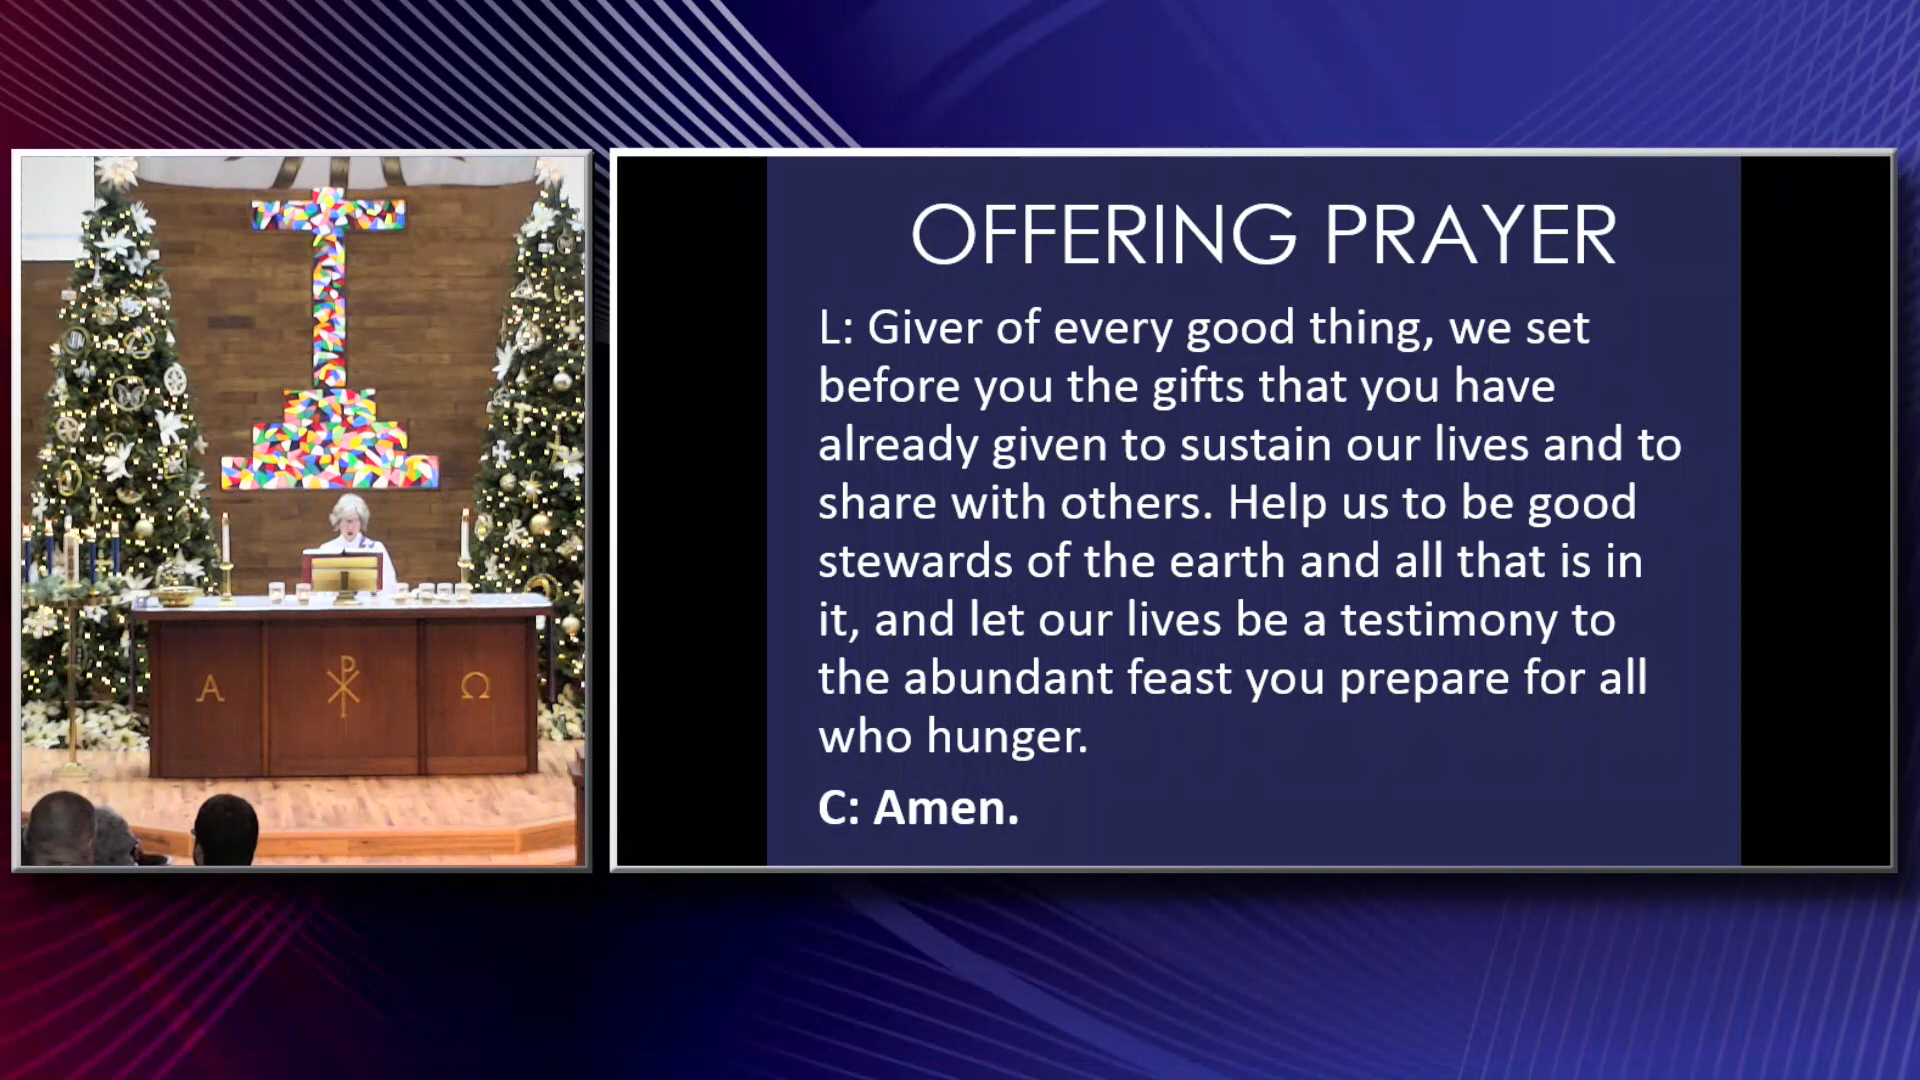 OFFERING PRAYER
L: Giver of every good thing, we set
before you the gifts that you have
already given to sustain our lives and to
share with others. Help us to be good
stewards of the earth and all that is in
it, and let our lives be a testimony to
the abundant feast you prepare for all
who hunger.
C: Amen.
Α ☧ Ω